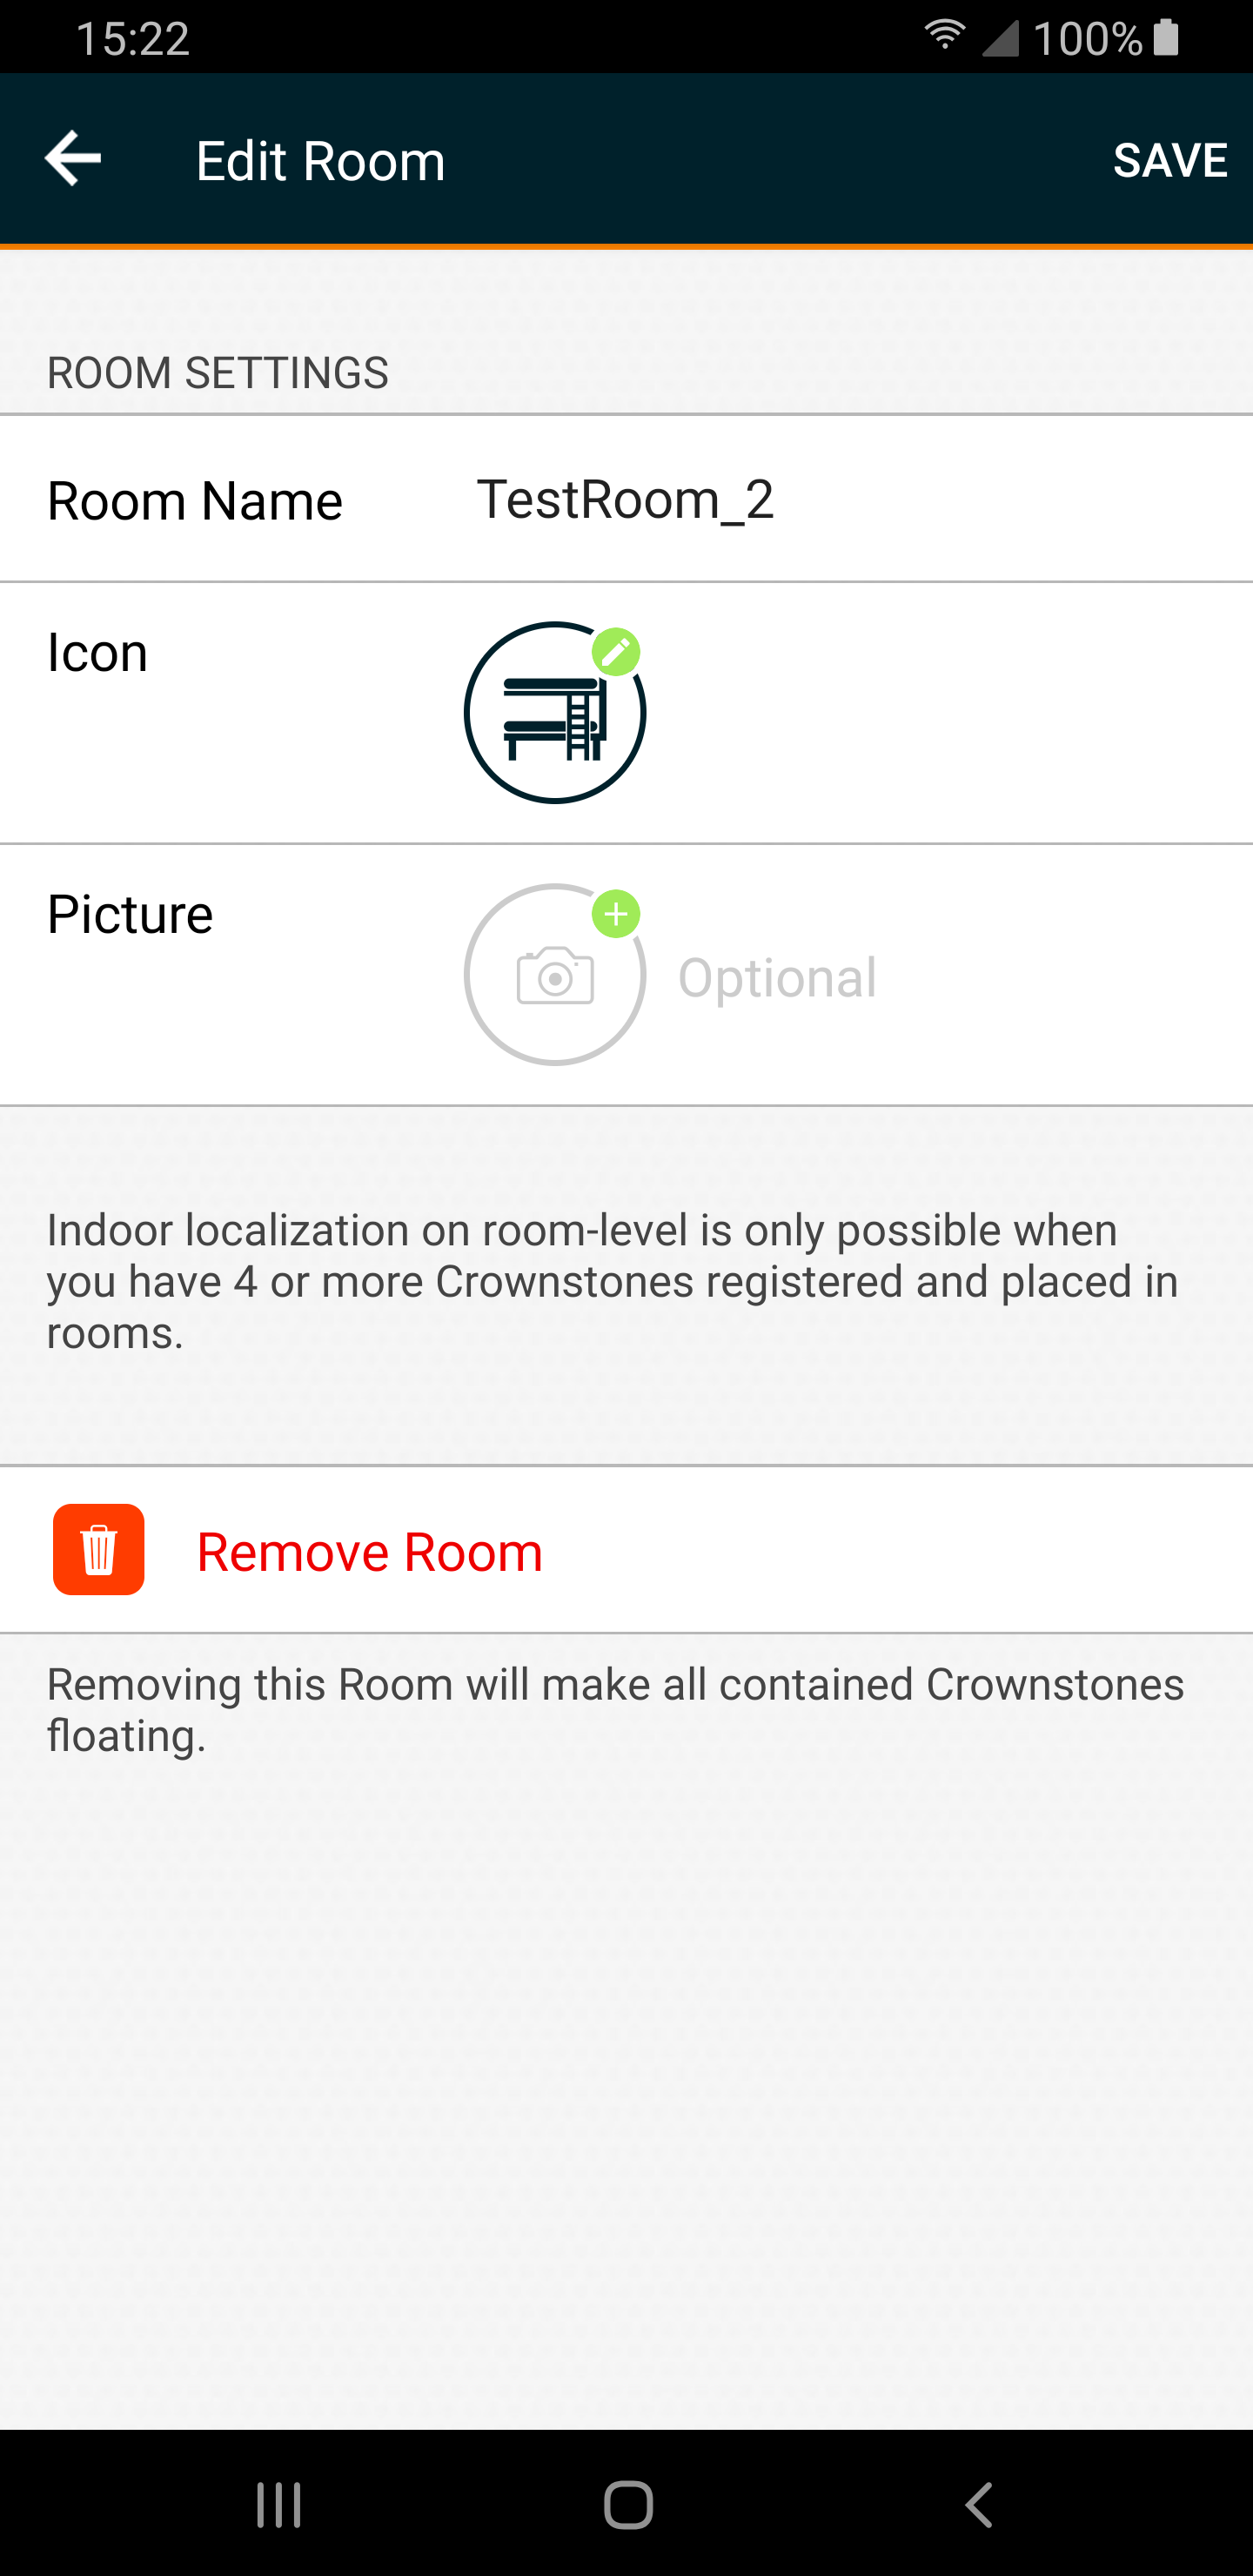 15:22
100%
Edit Room
SAVE
ROOM SETTINGS
Room Name
TestRoom_2
Icon
Picture
Optional
Indoor localization on room-level is only possible when
you have 4 or more Crownstones registered and placed in
rooms.
Remove Room
Removing this Room will make all contained Crownstones
floating.